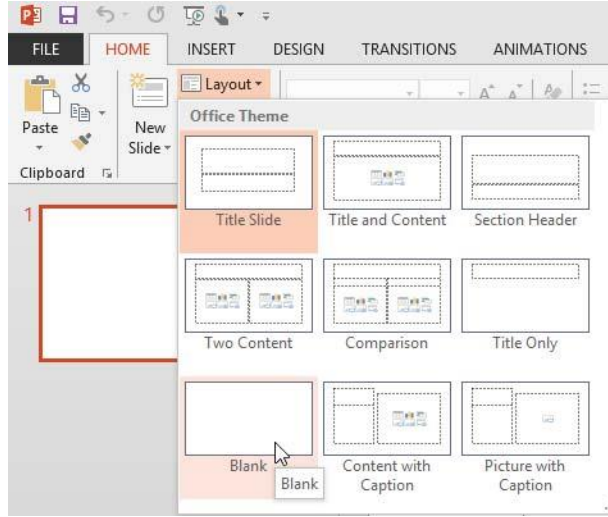 FILE HOME INSERT DESIGN TRANSITIONS ANIMATIONS
Layout
Paste
New
Slide
Clipboard
Office Theme
Title Slide Title and Content Section Header
Two Content Comparison Title Only
Blank Content with Caption Picture with Caption
Blank
1